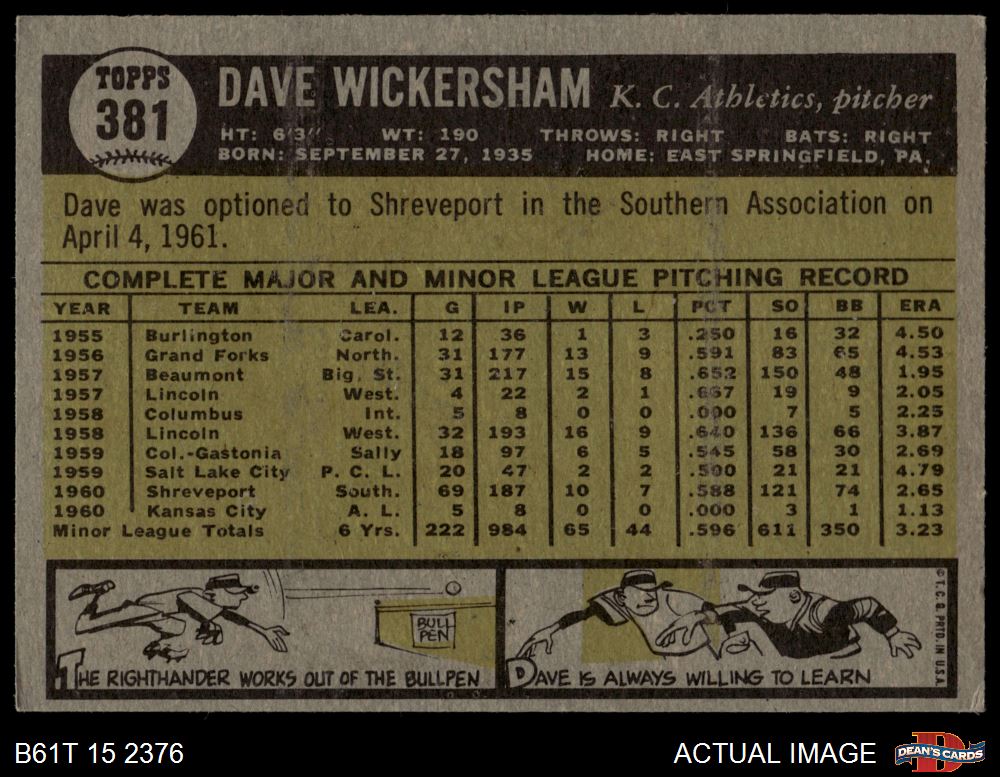 TOPPS
381
DAVE WICKERSHAM K. C. Athletics, pitcher
HT: 6'3" WT: 190 THROWS: RIGHT BATS: RIGHT
BORN: SEPTEMBER 27, 1935 HOME: EAST SPRINGFIELD, PA.
Dave was optioned to Shreveport in the Southern Association on
April 4, 1961.
COMPLETE MAJOR AND MINOR LEAGUE PITCHING RECORD
YEAR TEAM LEA. G IP W L PCT SO BB ERA
1955 Burlington Carol. 12 36 1 3 .250 16 32 4.50
1956 Grand Forks North. 31 177 13 9 .591 83 65 4.53
1957 Beaumont Big. St. 31 217 15 8 .652 150 48 1.95
1957 Lincoln West. 4 22 2 1 .667 19 9 2.05
1958 Columbus Int. 5 8 0 0 .000 7 5 2.25
1958 Lincoln West. 32 193 16 9 .640 136 66 3.87
1959 Col.-Gastonia Sally 18 97 6 5 .545 58 30 2.69
1959 Salt Lake City P. C. L. 20 47 2 2 .500 21 21 4.79
1960 Shreveport South. 69 187 10 7 .588 121 74 2.65
1960 Kansas City A. L. 5 8 0 0 .000 3 1 1.13
Minor League Totals 6 Yrs. 222 984 65 44 .596 611 350 3.23
BULL
PEN
THE RIGHTHANDER WORKS OUT OF THE BULLPEN
DAVE IS ALWAYS WILLING TO LEARN
© T. C. G. PRTD. IN U.S.A.
B61T 15 2376
ACTUAL IMAGE
DEAN'S CARDS